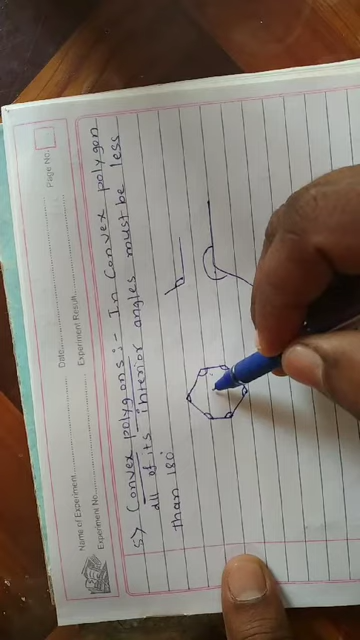 Name of Experiment
Date
Page No.
Experiment No.
Experiment Result
5) Convex polygons :- In Convex polygon
all of its interior angles must be less
than 180°